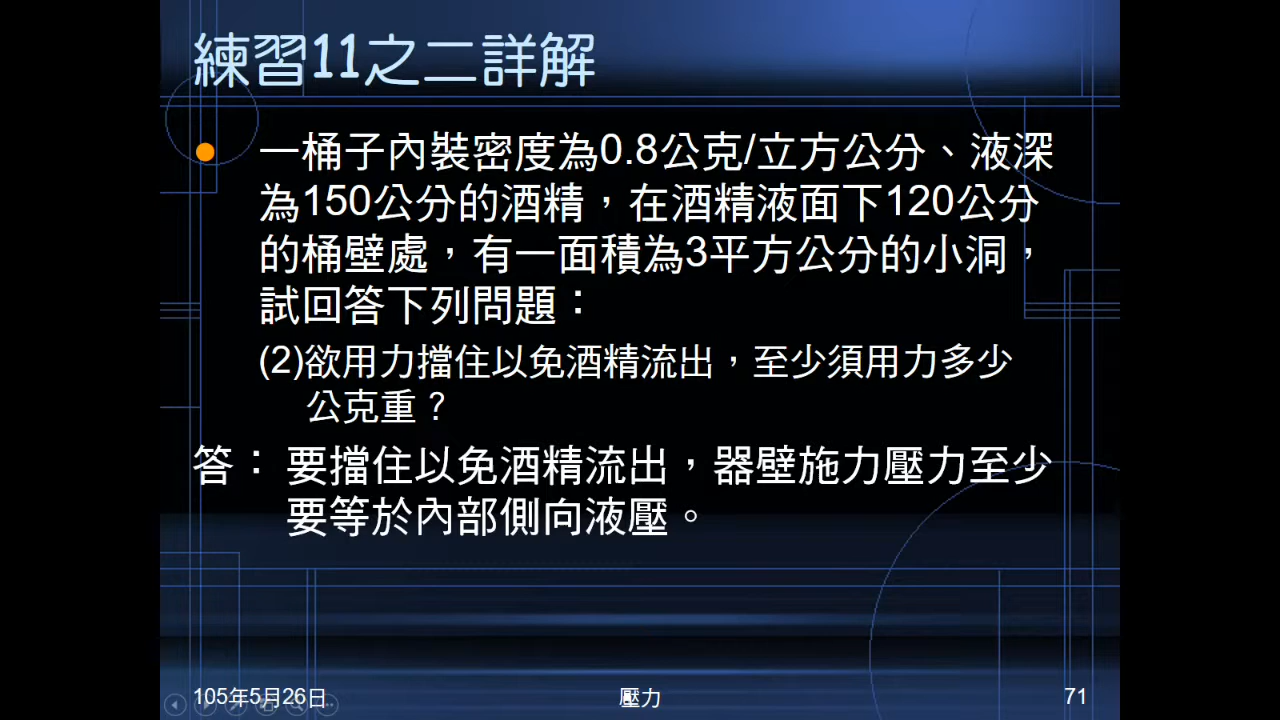 練習11之二詳解
一桶子內裝密度為0.8公克/立方公分、液深
為150公分的酒精，在酒精液面下120公分
的桶壁處，有一面積為3平方公分的小洞，
試回答下列問題：
(2)欲用力擋住以免酒精流出，至少須用力多少
公克重？
答：要擋住以免酒精流出，器壁施力壓力至少
要等於內部側向液壓。
105年5月26日
壓力
71